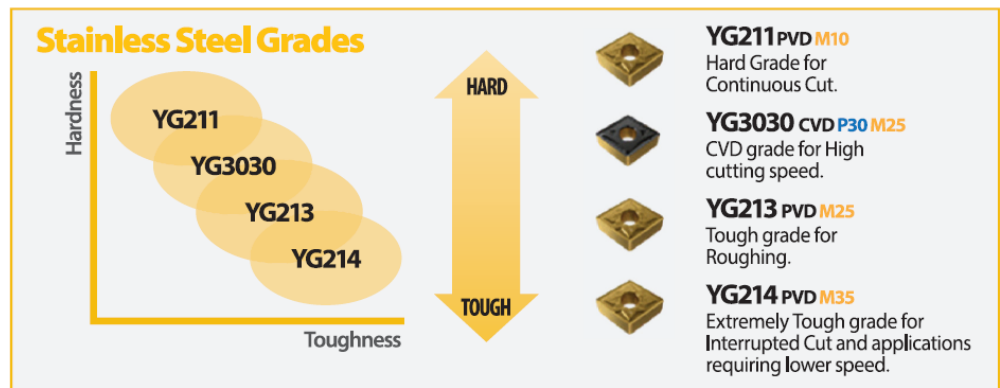 Stainless Steel Grades
Hardness
YG211
YG3030
YG213
YG214
Toughness
HARD
TOUGH
YG211 PVD M10
Hard Grade for
Continuous Cut.
YG3030 CVD P30 M25
CVD grade for High
cutting speed.
YG213 PVD M25
Tough grade for
Roughing.
YG214 PVD M35
Extremely Tough grade for
Interrupted Cut and applications
requiring lower speed.